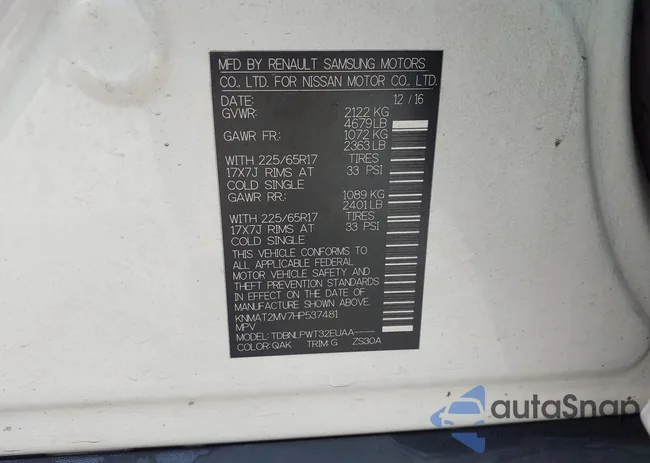 MFD BY RENAULT SAMSUNG MOTORS
CO., LTD. FOR NISSAN MOTOR CO., LTD.
DATE: 12 / 16
GVWR: 2122 KG
4679 LB
GAWR FR: 1072 KG
2363 LB
WITH 225/65R17 TIRES
17X7J RIMS AT 33 PSI
COLD SINGLE
GAWR RR: 1089 KG
2401 LB
WITH 225/65R17 TIRES
17X7J RIMS AT 33 PSI
COLD SINGLE
THIS VEHICLE CONFORMS TO
ALL APPLICABLE FEDERAL
MOTOR VEHICLE SAFETY AND
THEFT PREVENTION STANDARDS
IN EFFECT ON THE DATE OF
MANUFACTURE SHOWN ABOVE.
KNMAT2MV7HP537481
MPV
MODEL: TDBNLPWT32EUAA----
COLOR: QAK TRIM: G ZS30A
autoSnap